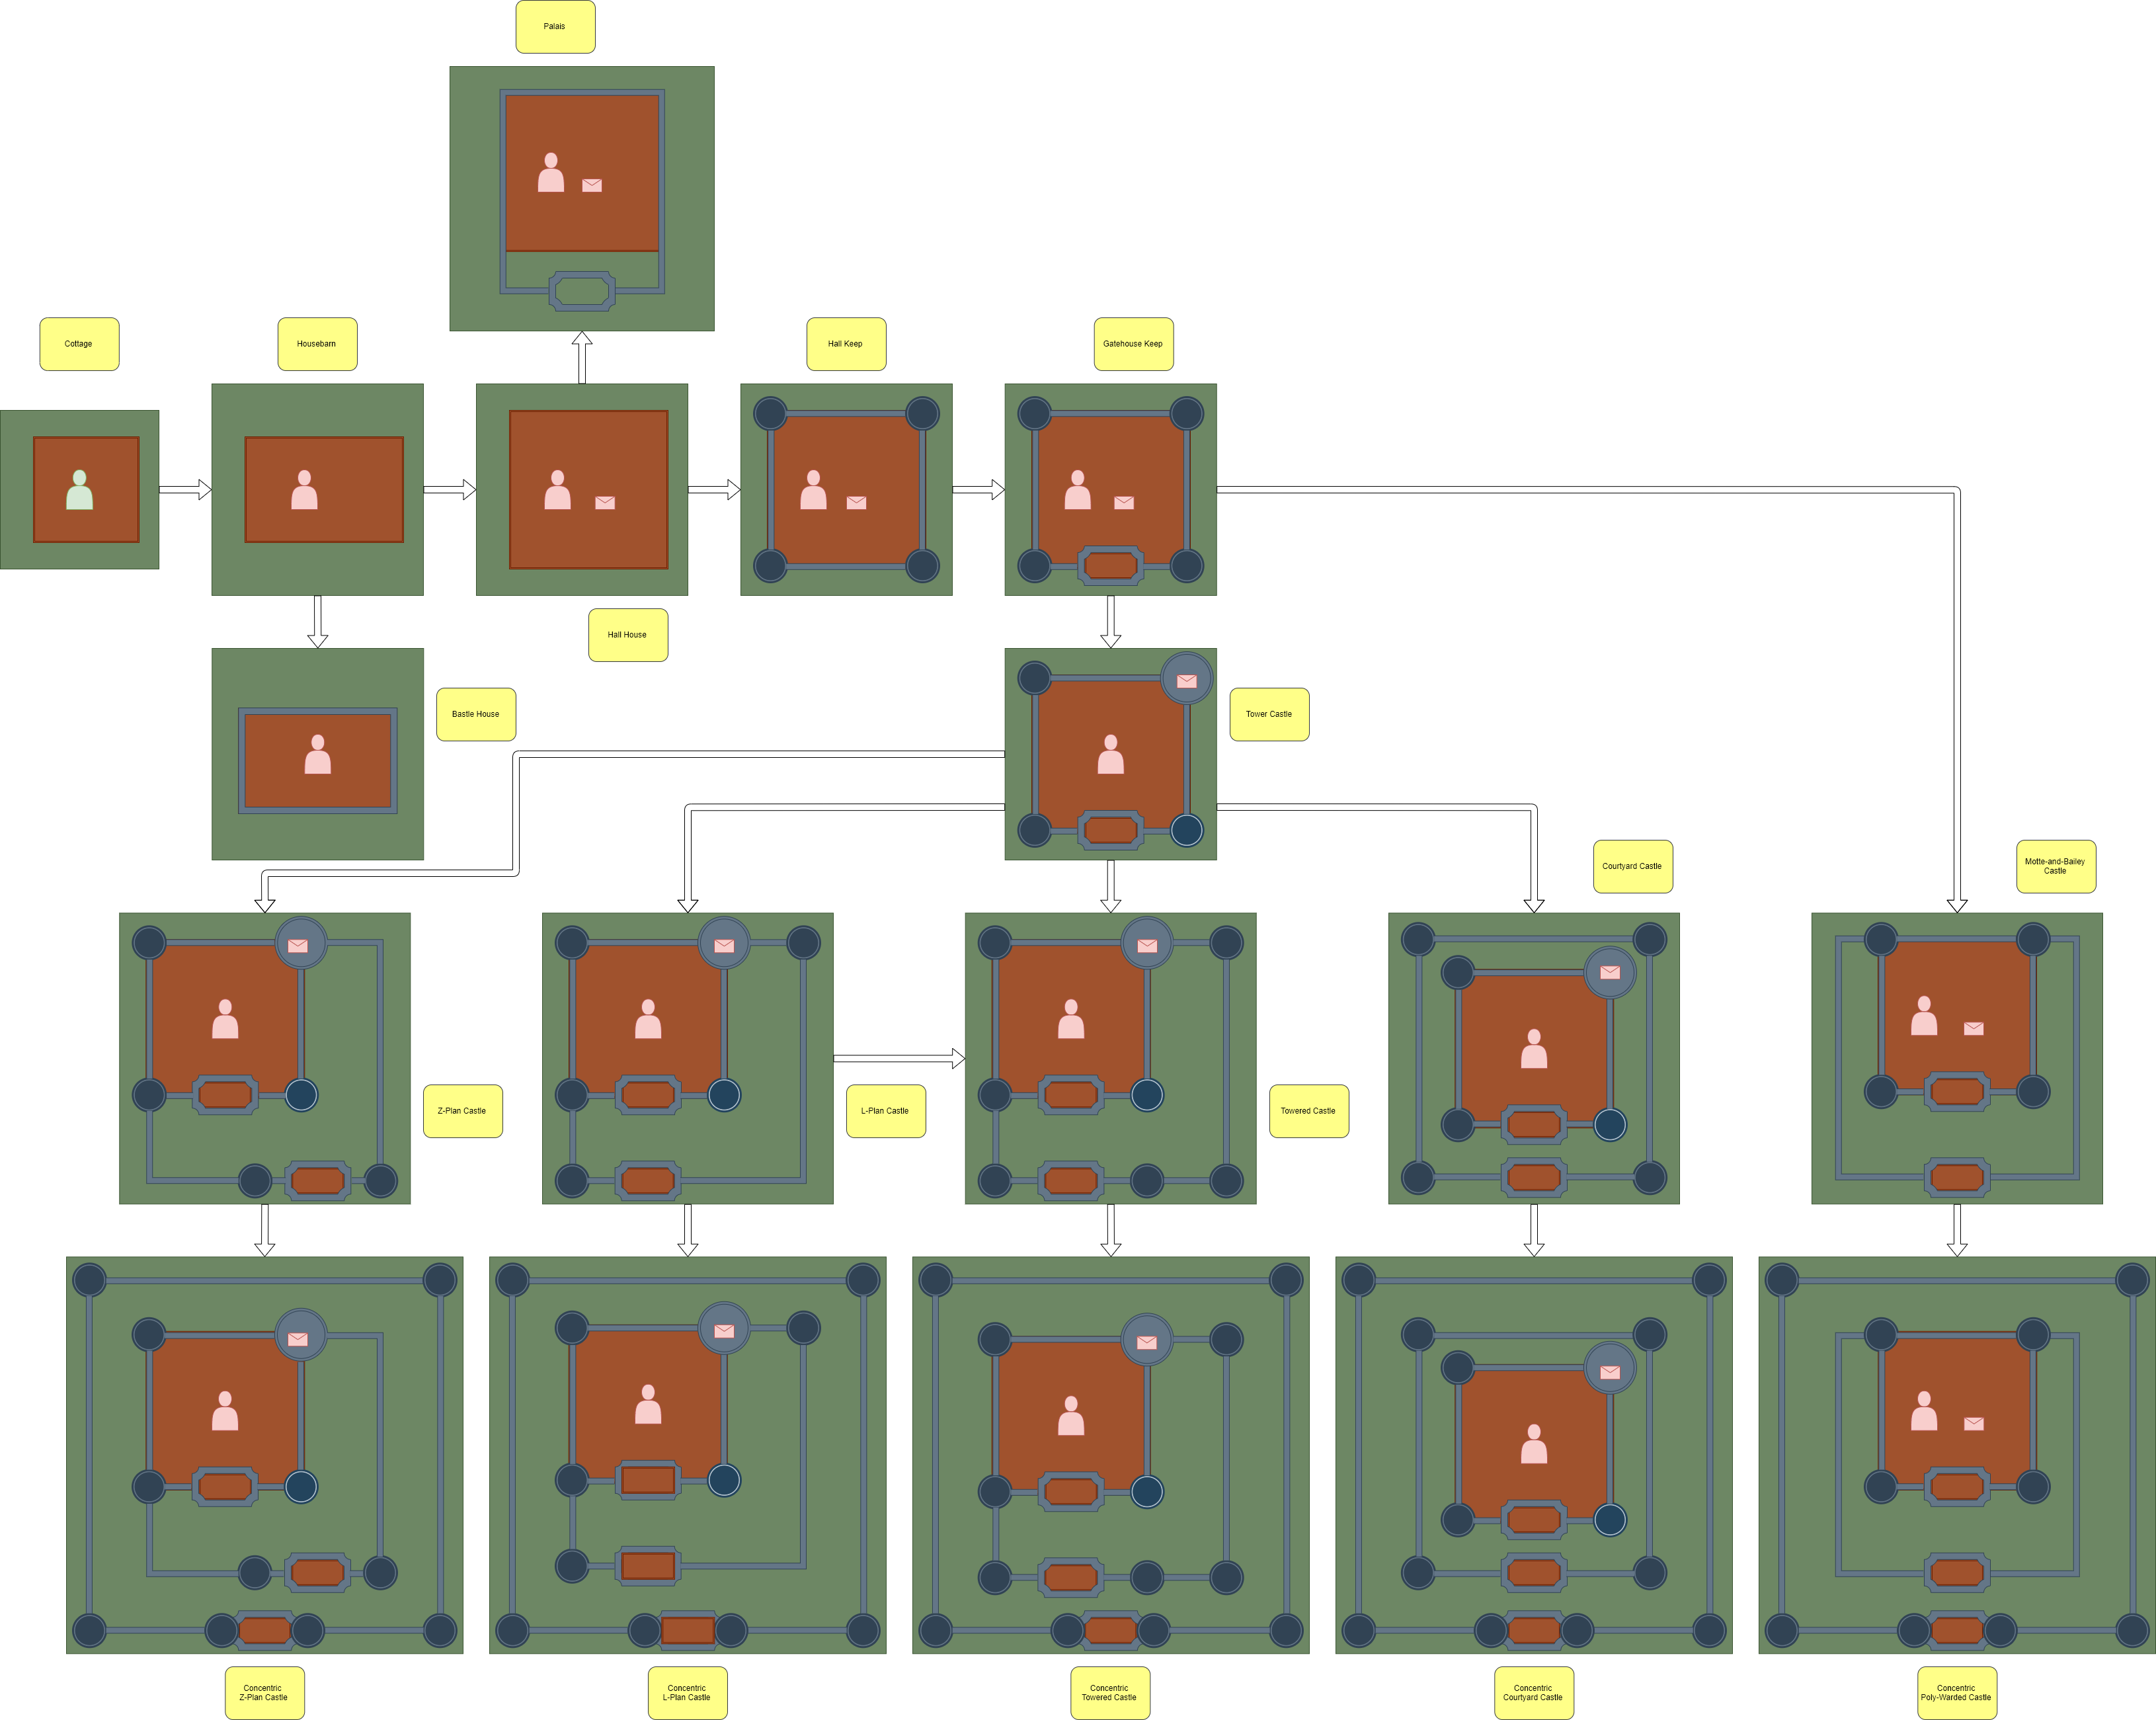 Palais
Cottage
Housebarn
Hall Keep
Gatehouse Keep
Hall House
Bastle House
Tower Castle
Courtyard Castle
Motte-and-Bailey
Castle
Z-Plan Castle
L-Plan Castle
Towered Castle
Concentric
Z-Plan Castle
Concentric
L-Plan Castle
Concentric
Towered Castle
Concentric
Courtyard Castle
Concentric
Poly-Warded Castle